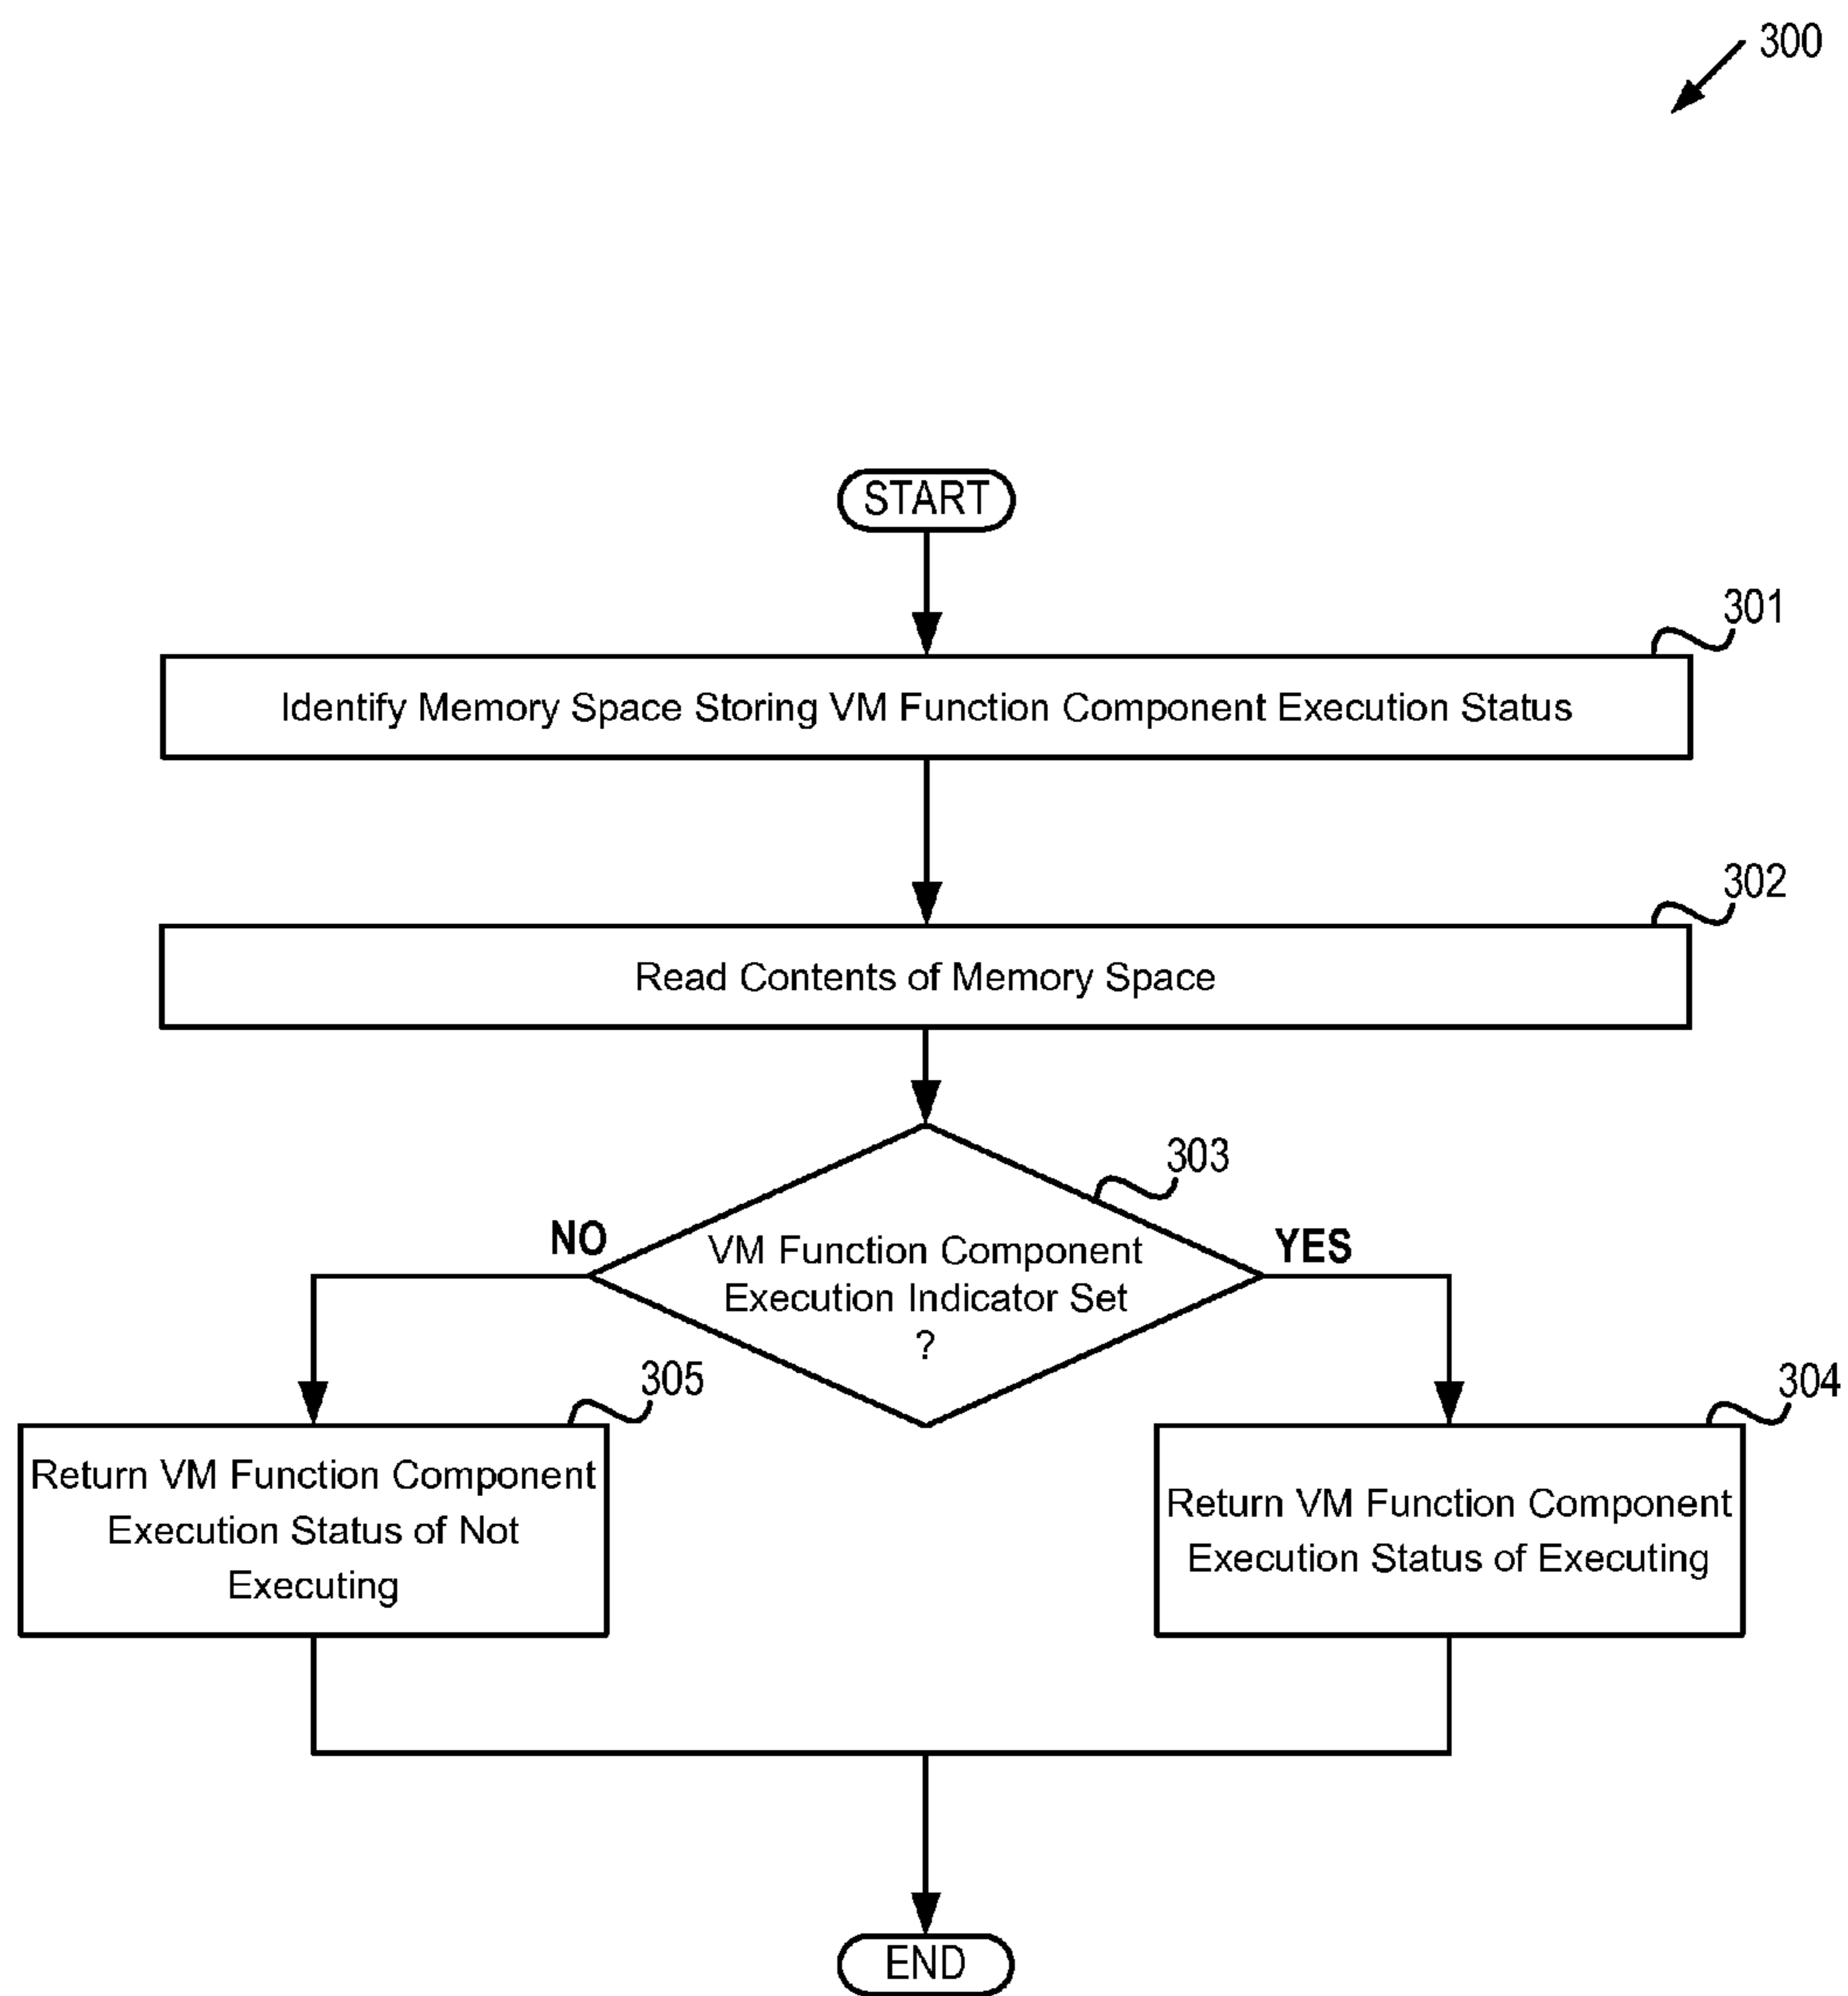 300
START
301
Identify Memory Space Storing VM Function Component Execution Status
302
Read Contents of Memory Space
303
NO
VM Function Component
Execution Indicator Set
?
YES
305
Return VM Function Component
Execution Status of Not
Executing
304
Return VM Function Component
Execution Status of Executing
END